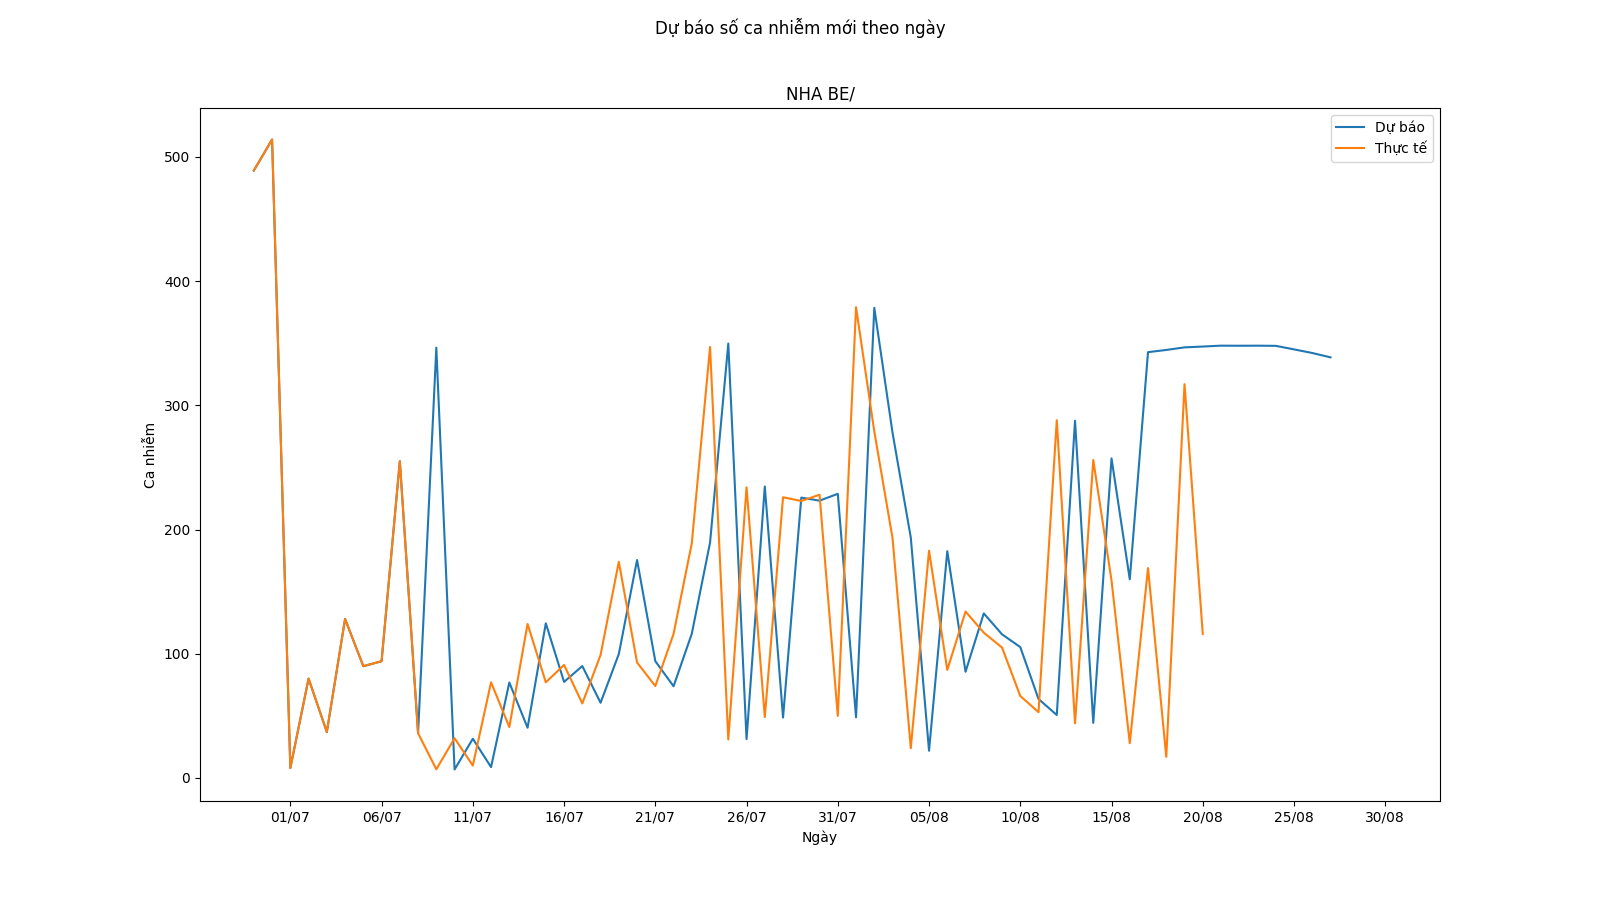 Dự báo số ca nhiễm mới theo ngày
NHA BE/
Dự báo
Thực tế
500
400
300
200
100
0
Ca nhiễm
01/07 06/07 11/07 16/07 21/07 26/07 31/07 05/08 10/08 15/08 20/08 25/08 30/08
Ngày